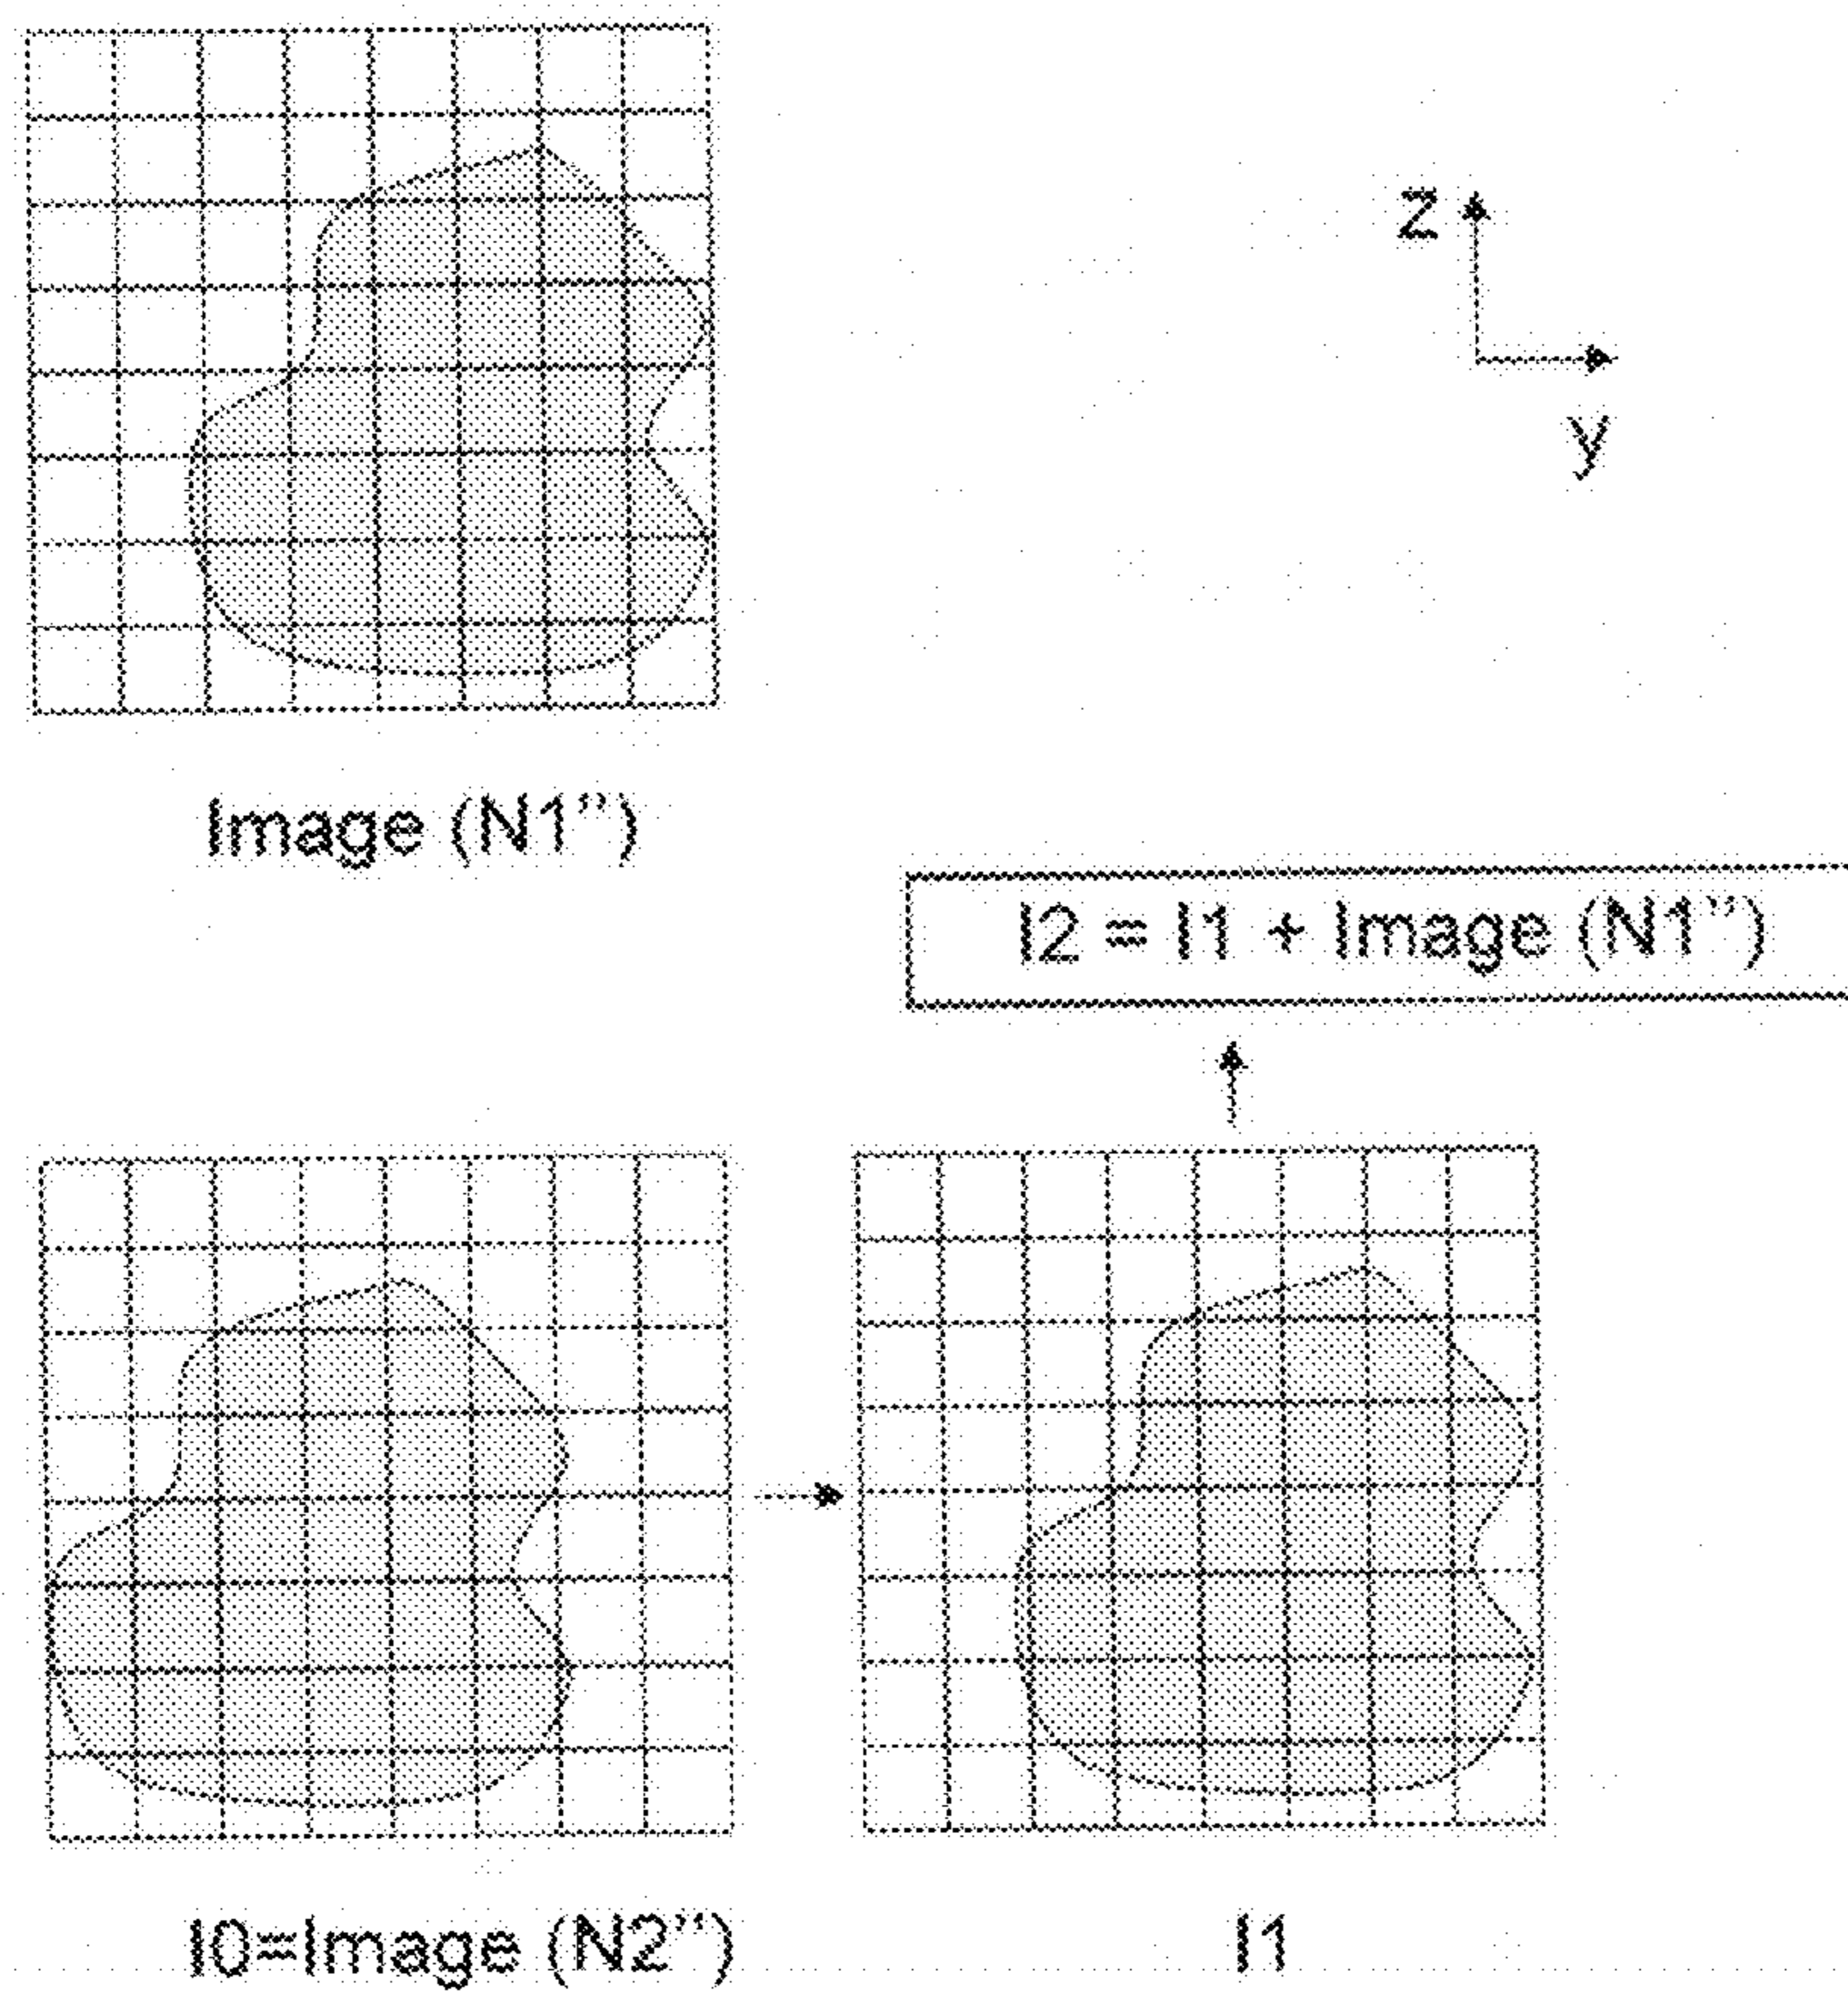 z
y
Image (N1'')
I2 = I1 + Image (N1'')
I0=Image (N2'')
I1